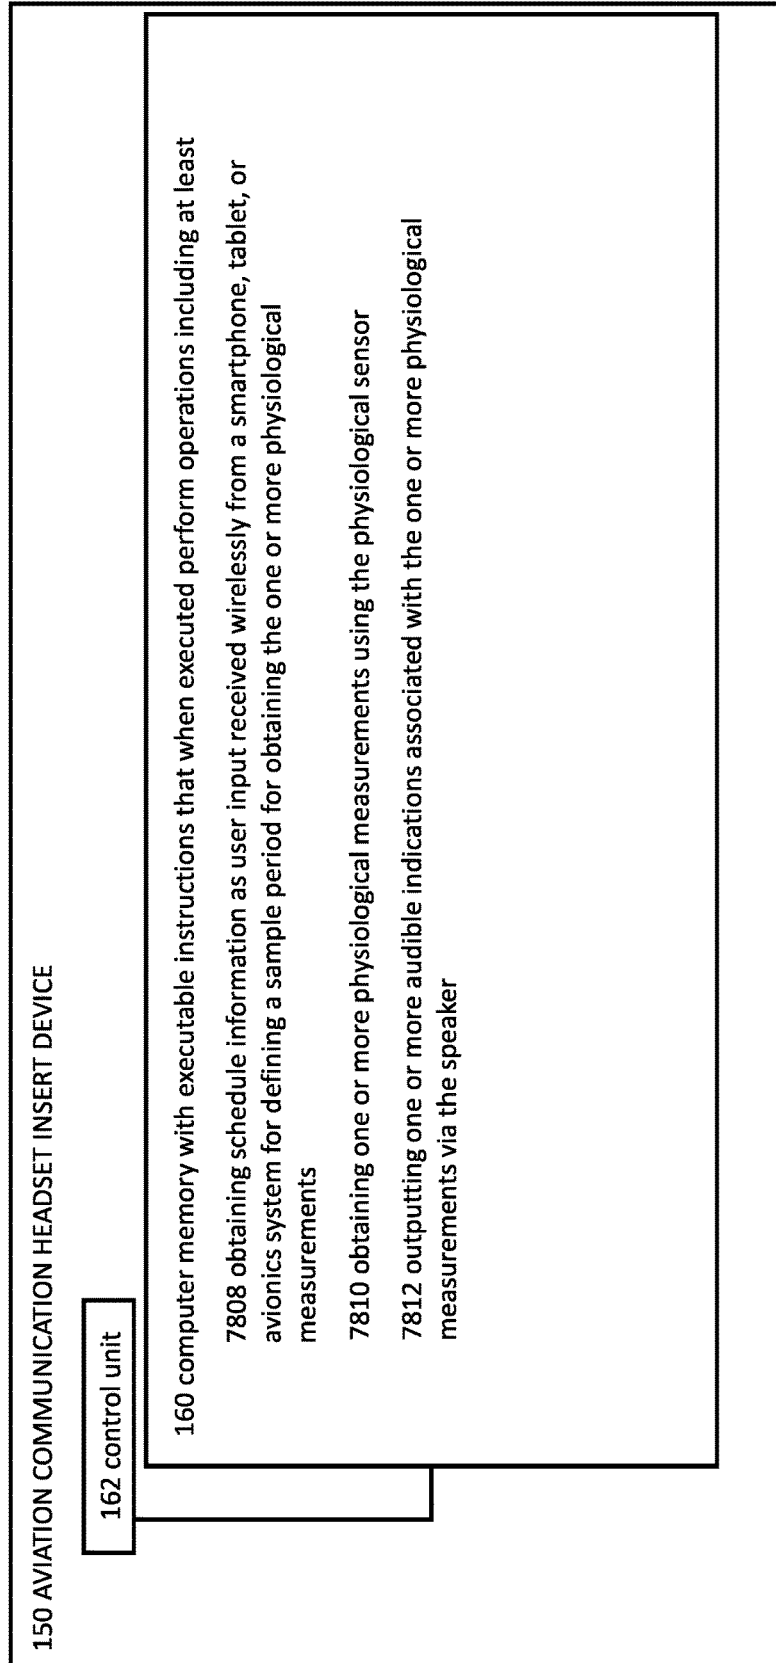 150 AVIATION COMMUNICATION HEADSET INSERT DEVICE
162 control unit
160 computer memory with executable instructions that when executed perform operations including at least
7808 obtaining schedule information as user input received wirelessly from a smartphone, tablet, or
avionics system for defining a sample period for obtaining the one or more physiological
measurements
7810 obtaining one or more physiological measurements using the physiological sensor
7812 outputting one or more audible indications associated with the one or more physiological
measurements via the speaker